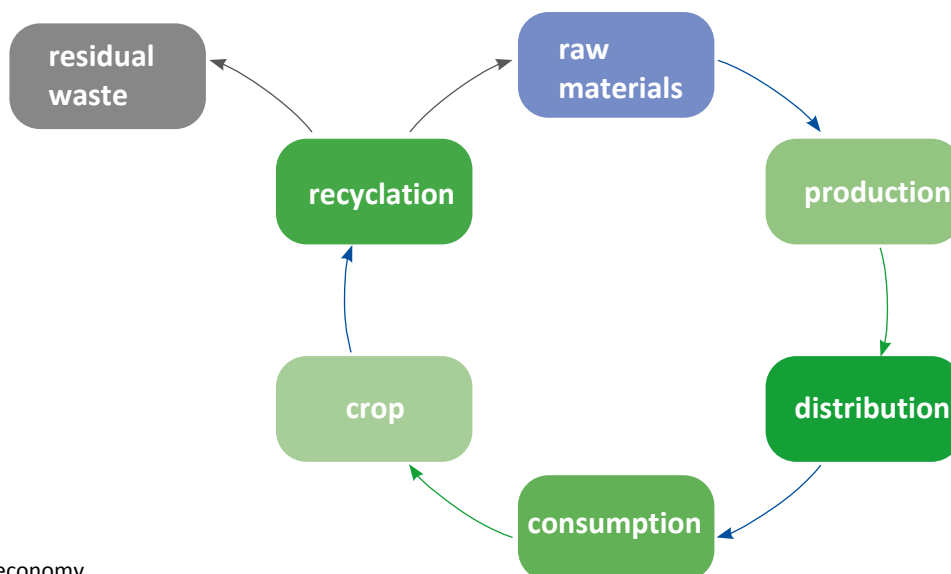 residual
waste
raw
materials
recyclation
production
crop
distribution
consumption
economy